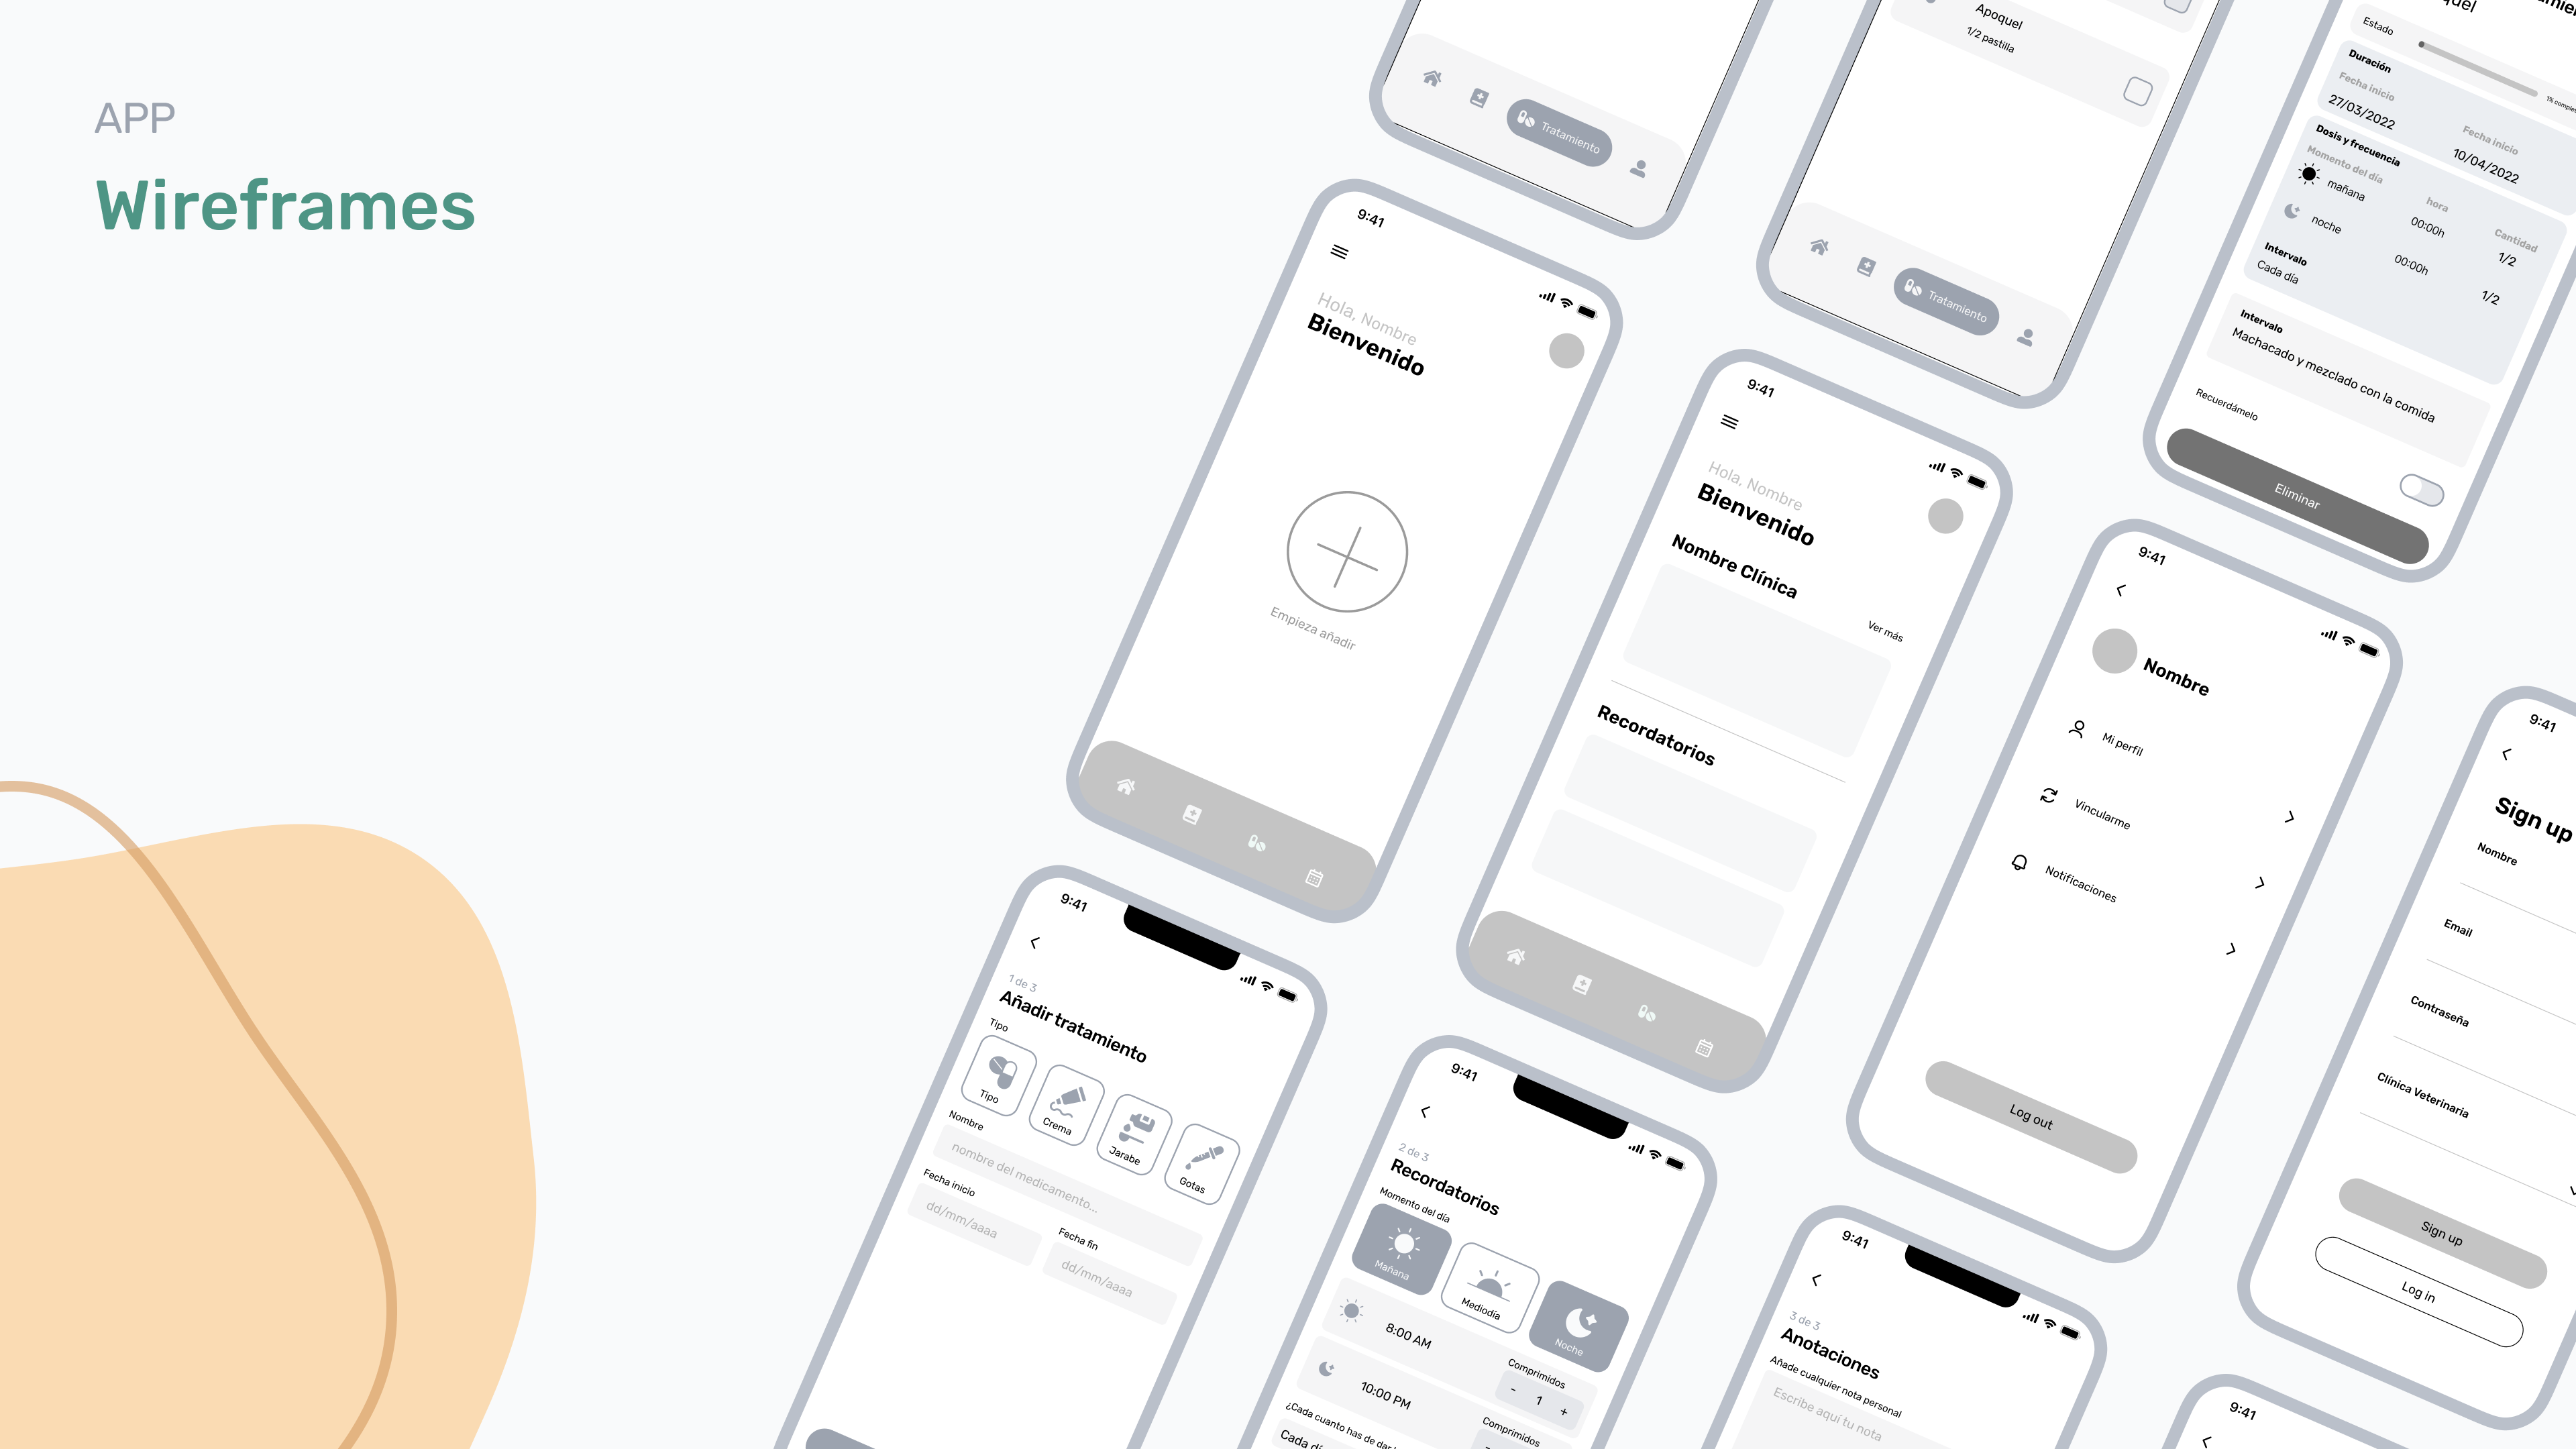 APP
Wireframes
Tratamiento
Apoquel
1/2 pastilla
Tratamiento
Estado
Duración
Fecha inicio
27/03/2022
Fecha inicio
10/04/2022
Dosis y frecuencia
Momento del día
hora
Cantidad
mañana
00:00h
1/2
noche
00:00h
1/2
Intervalo
Cada día
Intervalo
Machacado y mezclado con la comida
Recuerdámelo
Eliminar
9:41
Hola, Nombre
Bienvenido
Empieza añadir
9:41
Hola, Nombre
Bienvenido
Nombre Clínica
Ver más
Recordatorios
9:41
Nombre
Mi perfil
Vincularme
Notificaciones
Log out
9:41
Sign up
Nombre
Email
Contraseña
Clínica Veterinaria
Sign up
Log in
9:41
1 de 3
Añadir tratamiento
Tipo
Tipo
Crema
Jarabe
Gotas
Nombre
nombre del medicamento...
Fecha inicio
dd/mm/aaaa
Fecha fin
dd/mm/aaaa
9:41
2 de 3
Recordatorios
Momento del día
Mañana
Mediodía
Noche
8:00 AM
Comprimidos
- 1 +
10:00 PM
Comprimidos
¿Cada cuanto has de dar
Cada
9:41
3 de 3
Anotaciones
Añade cualquier nota personal
Escribe aquí tu nota
9:41